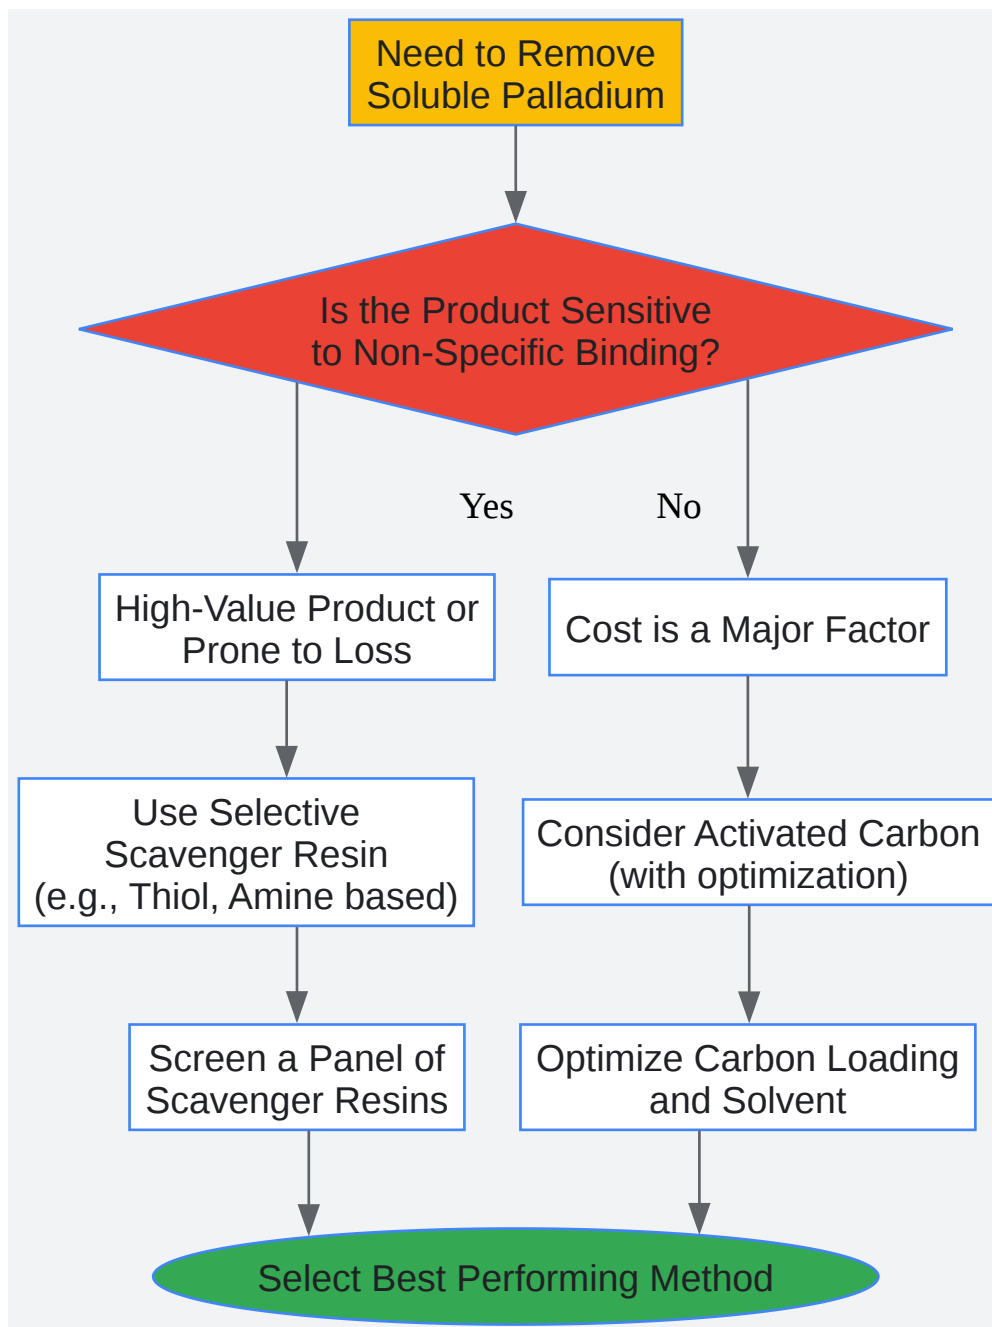 Need to Remove
Soluble Palladium
Is the Product Sensitive
to Non-Specific Binding?
Yes
No
High-Value Product or
Prone to Loss
Cost is a Major Factor
Use Selective
Scavenger Resin
(e.g., Thiol, Amine based)
Consider Activated Carbon
(with optimization)
Screen a Panel of
Scavenger Resins
Optimize Carbon Loading
and Solvent
Select Best Performing Method